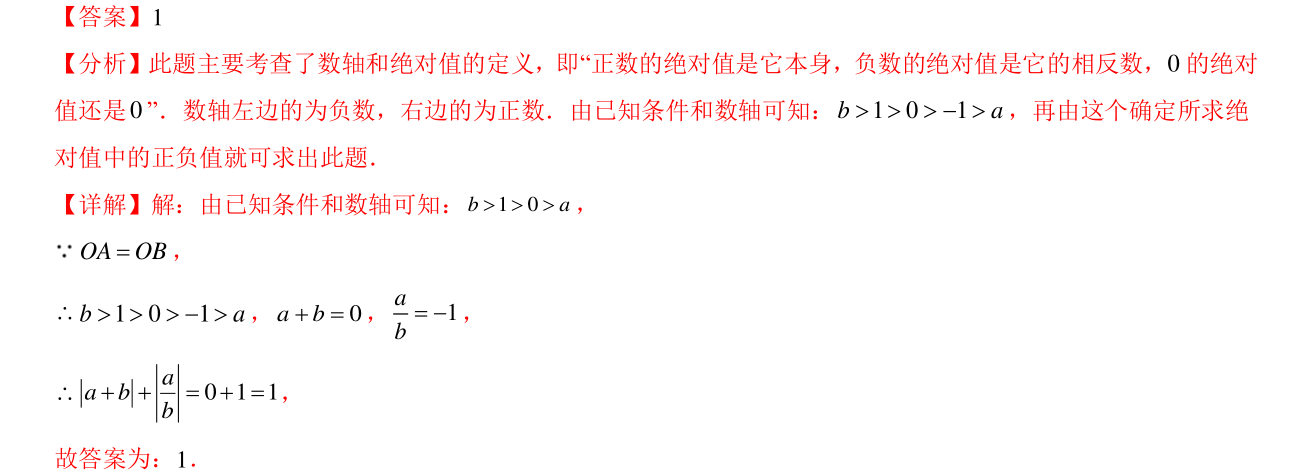 【答案】1
【分析】此题主要考查了数轴和绝对值的定义，即“正数的绝对值是它本身，负数的绝对值是它的相反数，0 的绝对
值还是0”．数轴左边的为负数，右边的为正数．由已知条件和数轴可知：b>1>0>−1>a，再由这个确定所求绝
对值中的正负值就可求出此题．
【详解】解：由已知条件和数轴可知：b>1>0>a，
∵OA=OB，
∴b>1>0>−1>a，a+b=0，a/b=−1，
∴|a+b|+|a/b|=0+1=1，
故答案为：1．